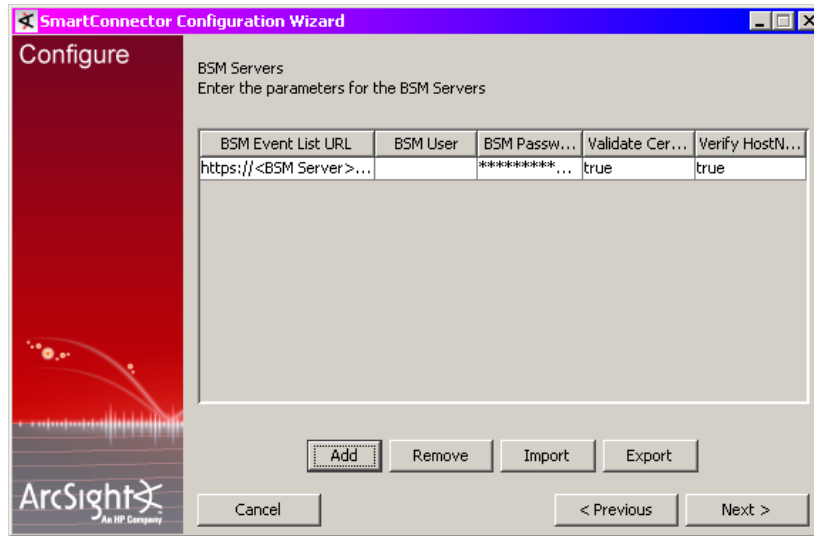 SmartConnector Configuration Wizard
Configure
BSM Servers
Enter the parameters for the BSM Servers
BSM Event List URL BSM User BSM Passw... Validate Cer... Verify HostN...
https://<BSM Server>... *********... true true
Add Remove Import Export
ArcSight
An HP Company
Cancel < Previous Next >